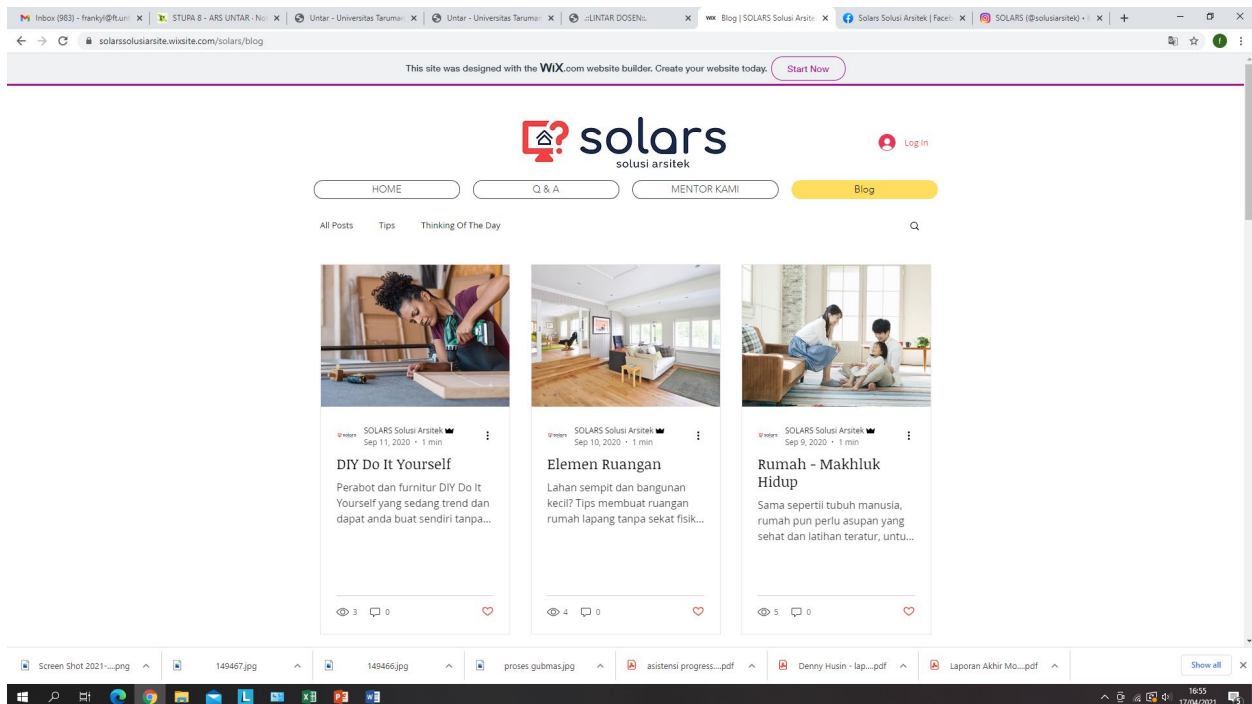 Inbox (983) - frankyl@ft.unt
STUPA 8 - ARS UNTAR - No
Untar - Universitas Taruma
Untar - Universitas Taruma
.::LINTAR DOSEN::.
WiX Blog | SOLARS Solusi Arsite
Solars Solusi Arsitek | Faceb
SOLARS (@solusiarsitek) •
solarssolusiarsite.wixsite.com/solars/blog
This site was designed with the WiX.com website builder. Create your website today. Start Now
solars
solusi arsitek
Log In
HOME
Q & A
MENTOR KAMI
Blog
All Posts
Tips
Thinking Of The Day
SOLARS Solusi Arsitek
Sep 11, 2020 • 1 min
DIY Do It Yourself
Perabot dan furnitur DIY Do It
Yourself yang sedang trend dan
dapat anda buat sendiri tanpa...
3
0
SOLARS Solusi Arsitek
Sep 10, 2020 • 1 min
Elemen Ruangan
Lahan sempit dan bangunan
kecil? Tips membuat ruangan
rumah lapang tanpa sekat fisik...
4
0
SOLARS Solusi Arsitek
Sep 9, 2020 • 1 min
Rumah - Makhluk
Hidup
Sama sepertii tubuh manusia,
rumah pun perlu asupan yang
sehat dan latihan teratur, untu...
5
0
Screen Shot 2021-....png
149467.jpg
149466.jpg
proses gubmas.jpg
asistensi progress....pdf
Denny Husin - lap....pdf
Laporan Akhir Mo....pdf
Show all
16:55
17/04/2021